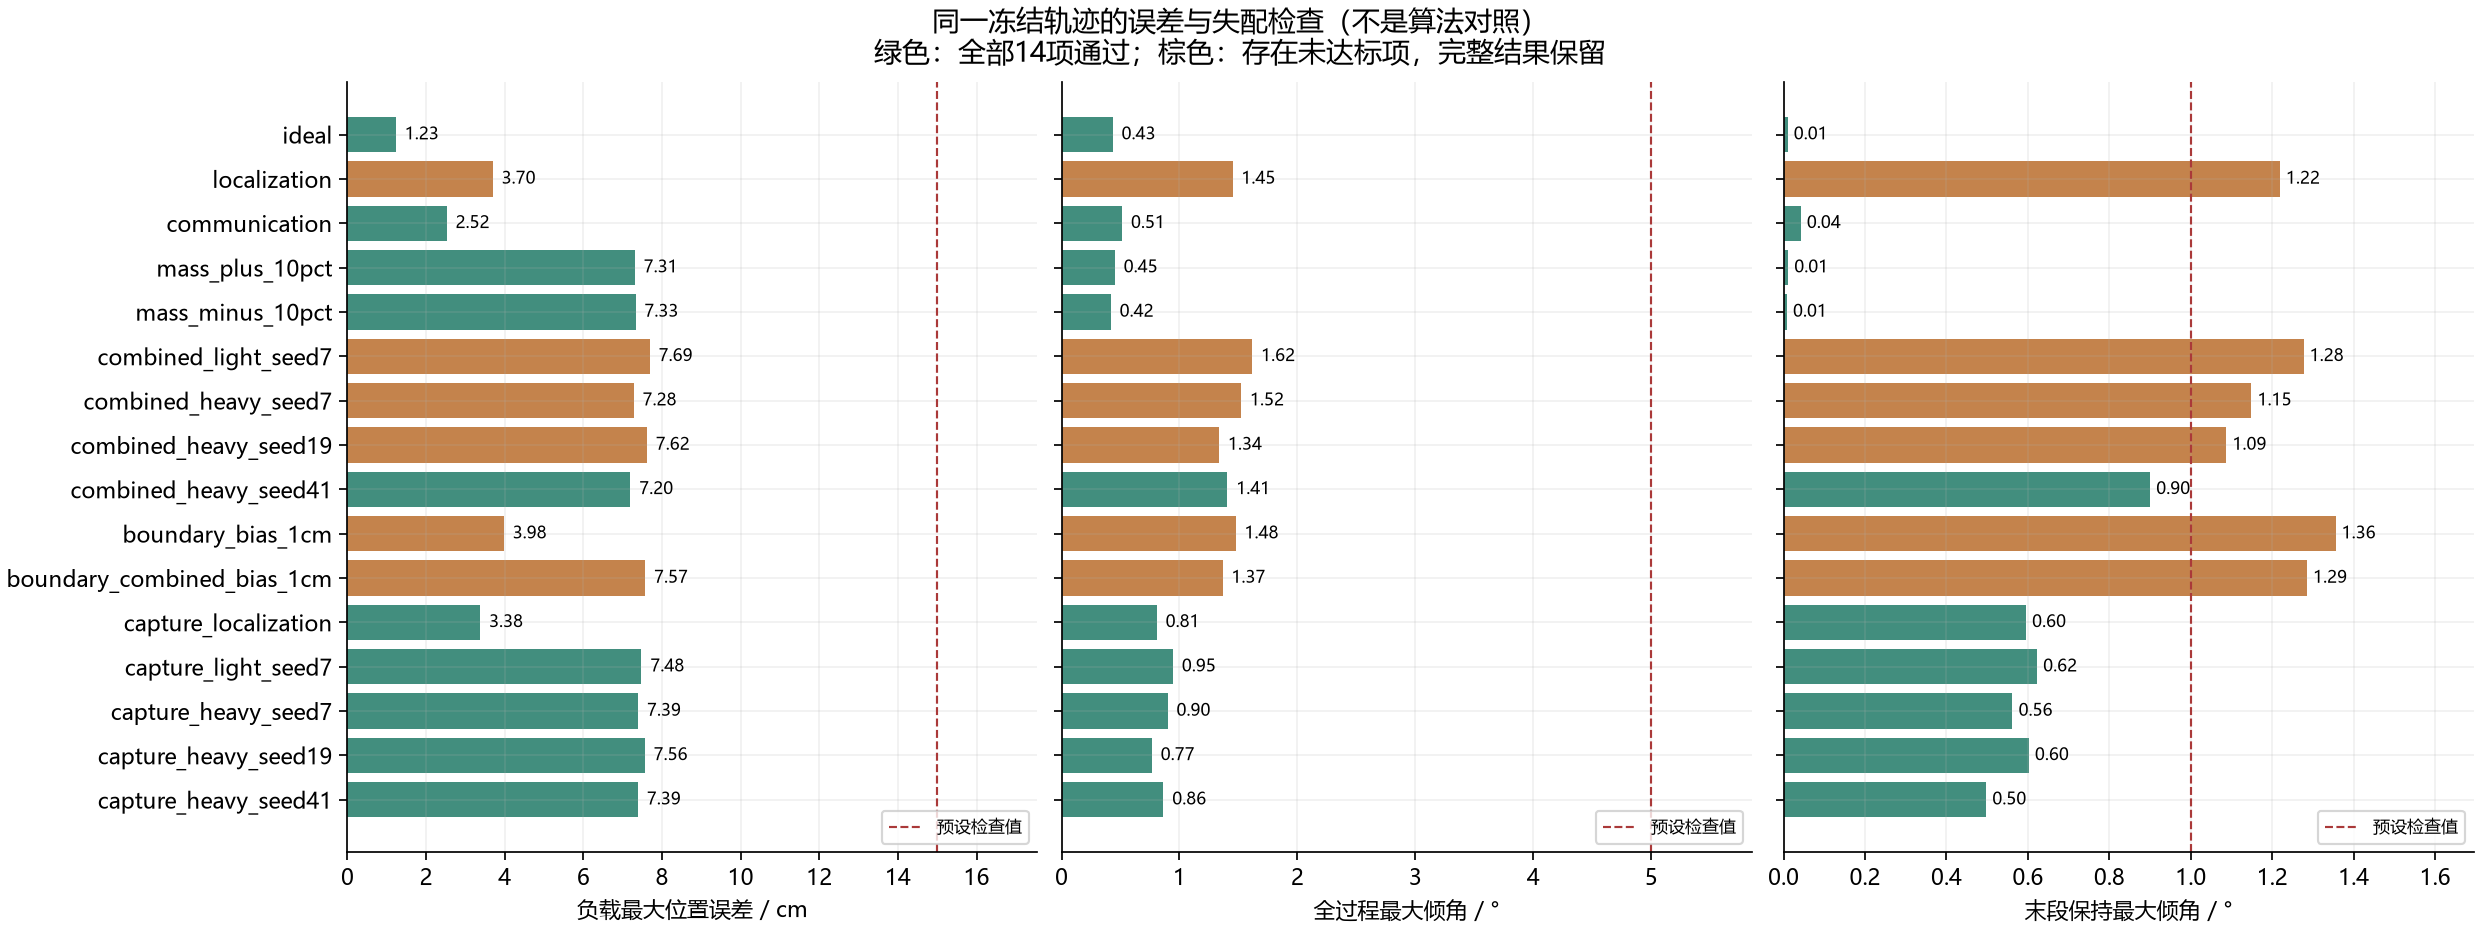 同一冻结轨迹的误差与失配检查（不是算法对照）
绿色：全部14项通过；棕色：存在未达标项，完整结果保留
ideal
localization
communication
mass_plus_10pct
mass_minus_10pct
combined_light_seed7
combined_heavy_seed7
combined_heavy_seed19
combined_heavy_seed41
boundary_bias_1cm
boundary_combined_bias_1cm
capture_localization
capture_light_seed7
capture_heavy_seed7
capture_heavy_seed19
capture_heavy_seed41
1.23
3.70
2.52
7.31
7.33
7.69
7.28
7.62
7.20
3.98
7.57
3.38
7.48
7.39
7.56
7.39
预设检查值
0 2 4 6 8 10 12 14 16
负载最大位置误差 / cm
0.43
1.45
0.51
0.45
0.42
1.62
1.52
1.34
1.41
1.48
1.37
0.81
0.95
0.90
0.77
0.86
预设检查值
0 1 2 3 4 5
全过程最大倾角 / °
0.01
1.22
0.04
0.01
0.01
1.28
1.15
1.09
0.90
1.36
1.29
0.60
0.62
0.56
0.60
0.50
预设检查值
0.0 0.2 0.4 0.6 0.8 1.0 1.2 1.4 1.6
末段保持最大倾角 / °